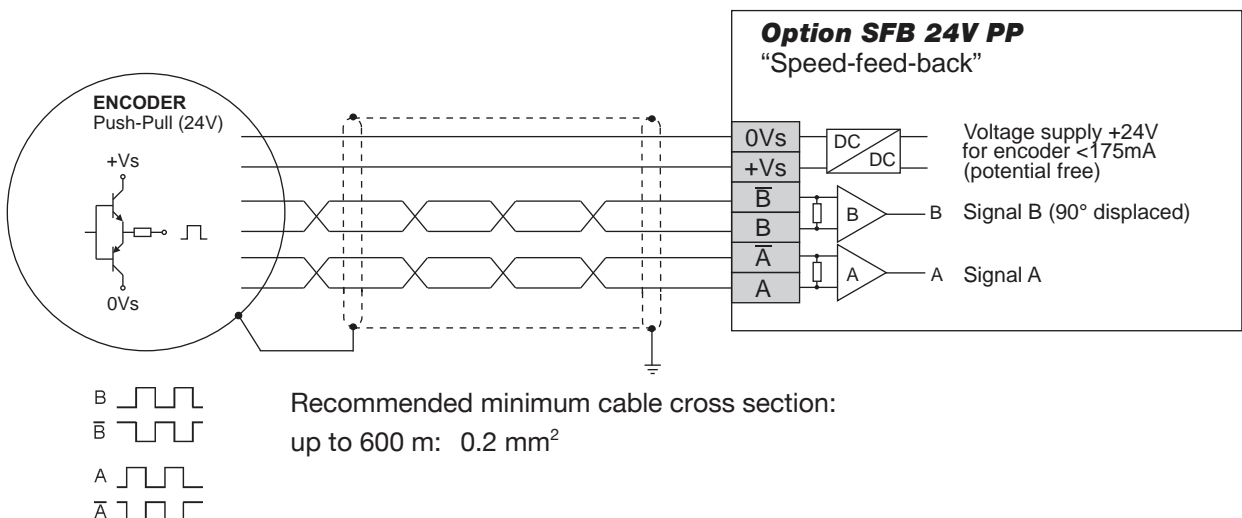 Option SFB 24V PP
“Speed-feed-back”
ENCODER
Push-Pull (24V)
+Vs
0Vs
0Vs
+Vs
B̅
B
A̅
A
DC
DC
Voltage supply +24V
for encoder <175mA
(potential free)
B
B
Signal B (90° displaced)
A
A
Signal A
B
B̅
A
A̅
Recommended minimum cable cross section:
up to 600 m: 0.2 mm²